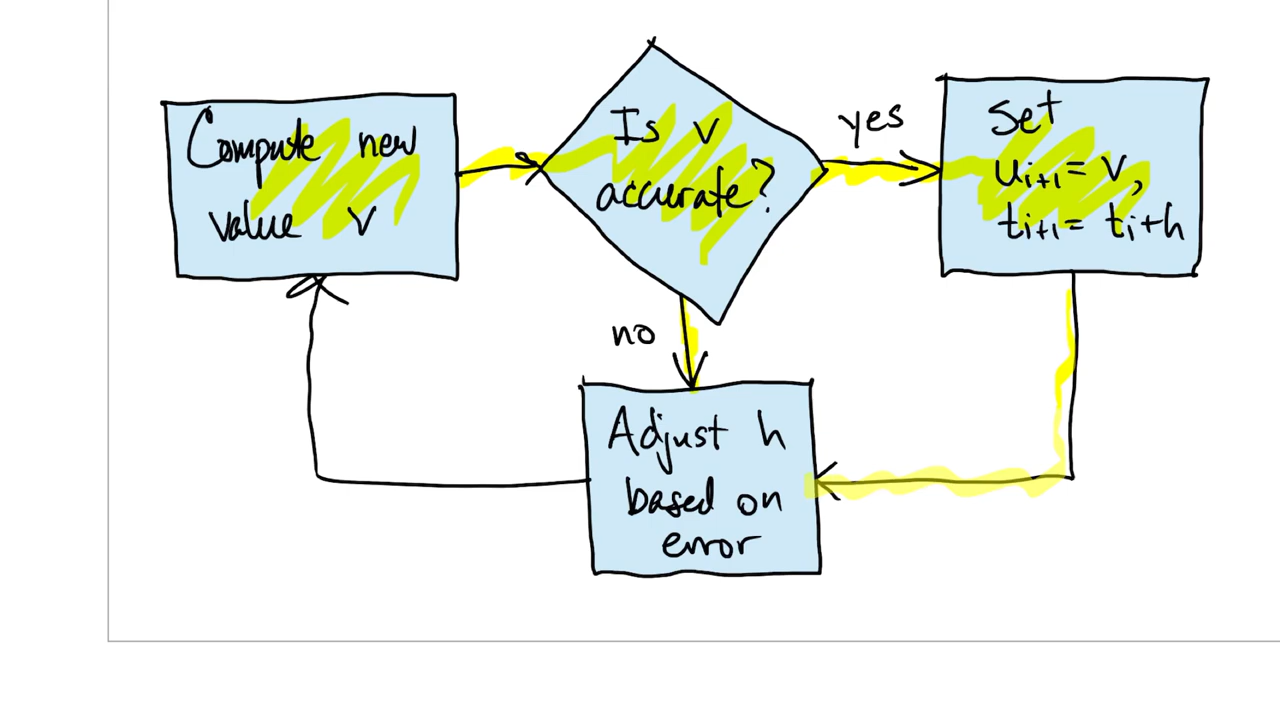 Compute new
value v
Is v
accurate?
yes
Set
uᵢ₊₁ = v,
tᵢ₊₁ = tᵢ + h
no
Adjust h
based on
error